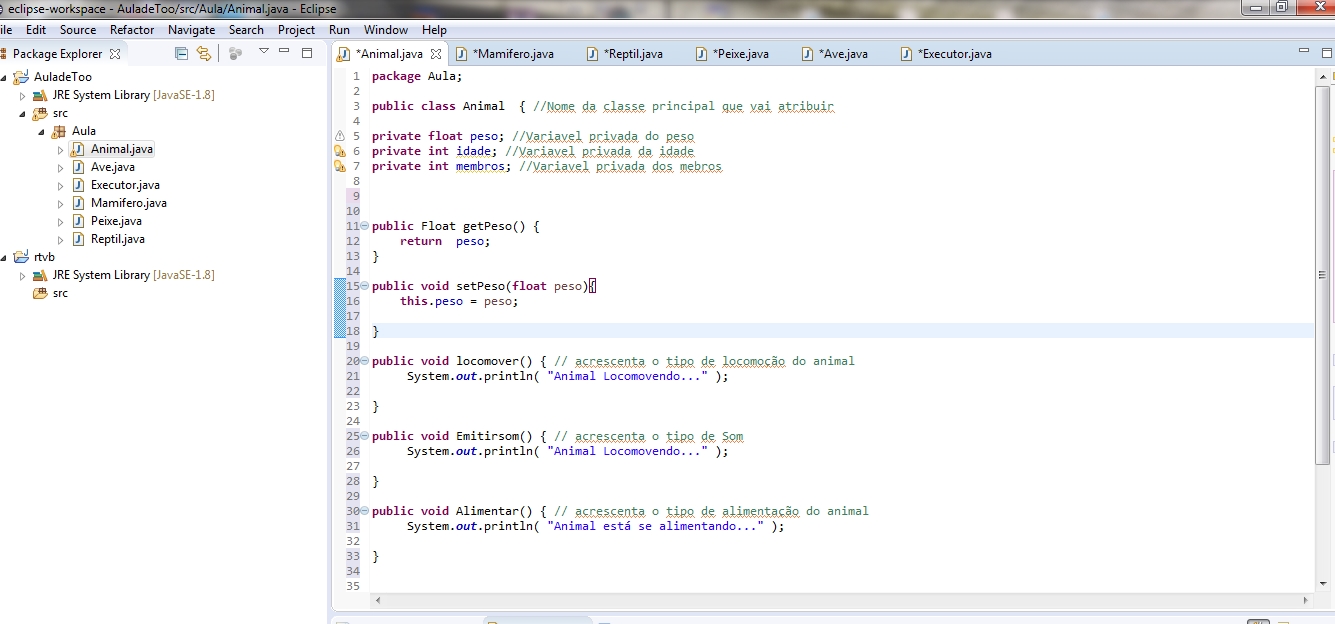 eclipse-workspace - AuladeToo/src/Aula/Animal.java - Eclipse
ile Edit Source Refactor Navigate Search Project Run Window Help
Package Explorer
AuladeToo
JRE System Library [JavaSE-1.8]
src
Aula
Animal.java
Ave.java
Executor.java
Mamifero.java
Peixe.java
Reptil.java
rtvb
JRE System Library [JavaSE-1.8]
src
*Animal.java *Mamifero.java *Reptil.java *Peixe.java *Ave.java *Executor.java
1 package Aula;
2
3 public class Animal { //Nome da classe principal que vai atribuir
4
5 private float peso; //Variavel privada do peso
6 private int idade; //Variavel privada da idade
7 private int membros; //Variavel privada dos mebros
8
9
10
11 public Float getPeso() {
12 return peso;
13 }
14
15 public void setPeso(float peso){
16 this.peso = peso;
17
18 }
19
20 public void locomover() { // acrescenta o tipo de locomoção do animal
21 System.out.println( "Animal Locomovendo..." );
22
23 }
24
25 public void Emitirsom() { // acrescenta o tipo de Som
26 System.out.println( "Animal Locomovendo..." );
27
28 }
29
30 public void Alimentar() { // acrescenta o tipo de alimentação do animal
31 System.out.println( "Animal está se alimentando..." );
32
33 }
34
35